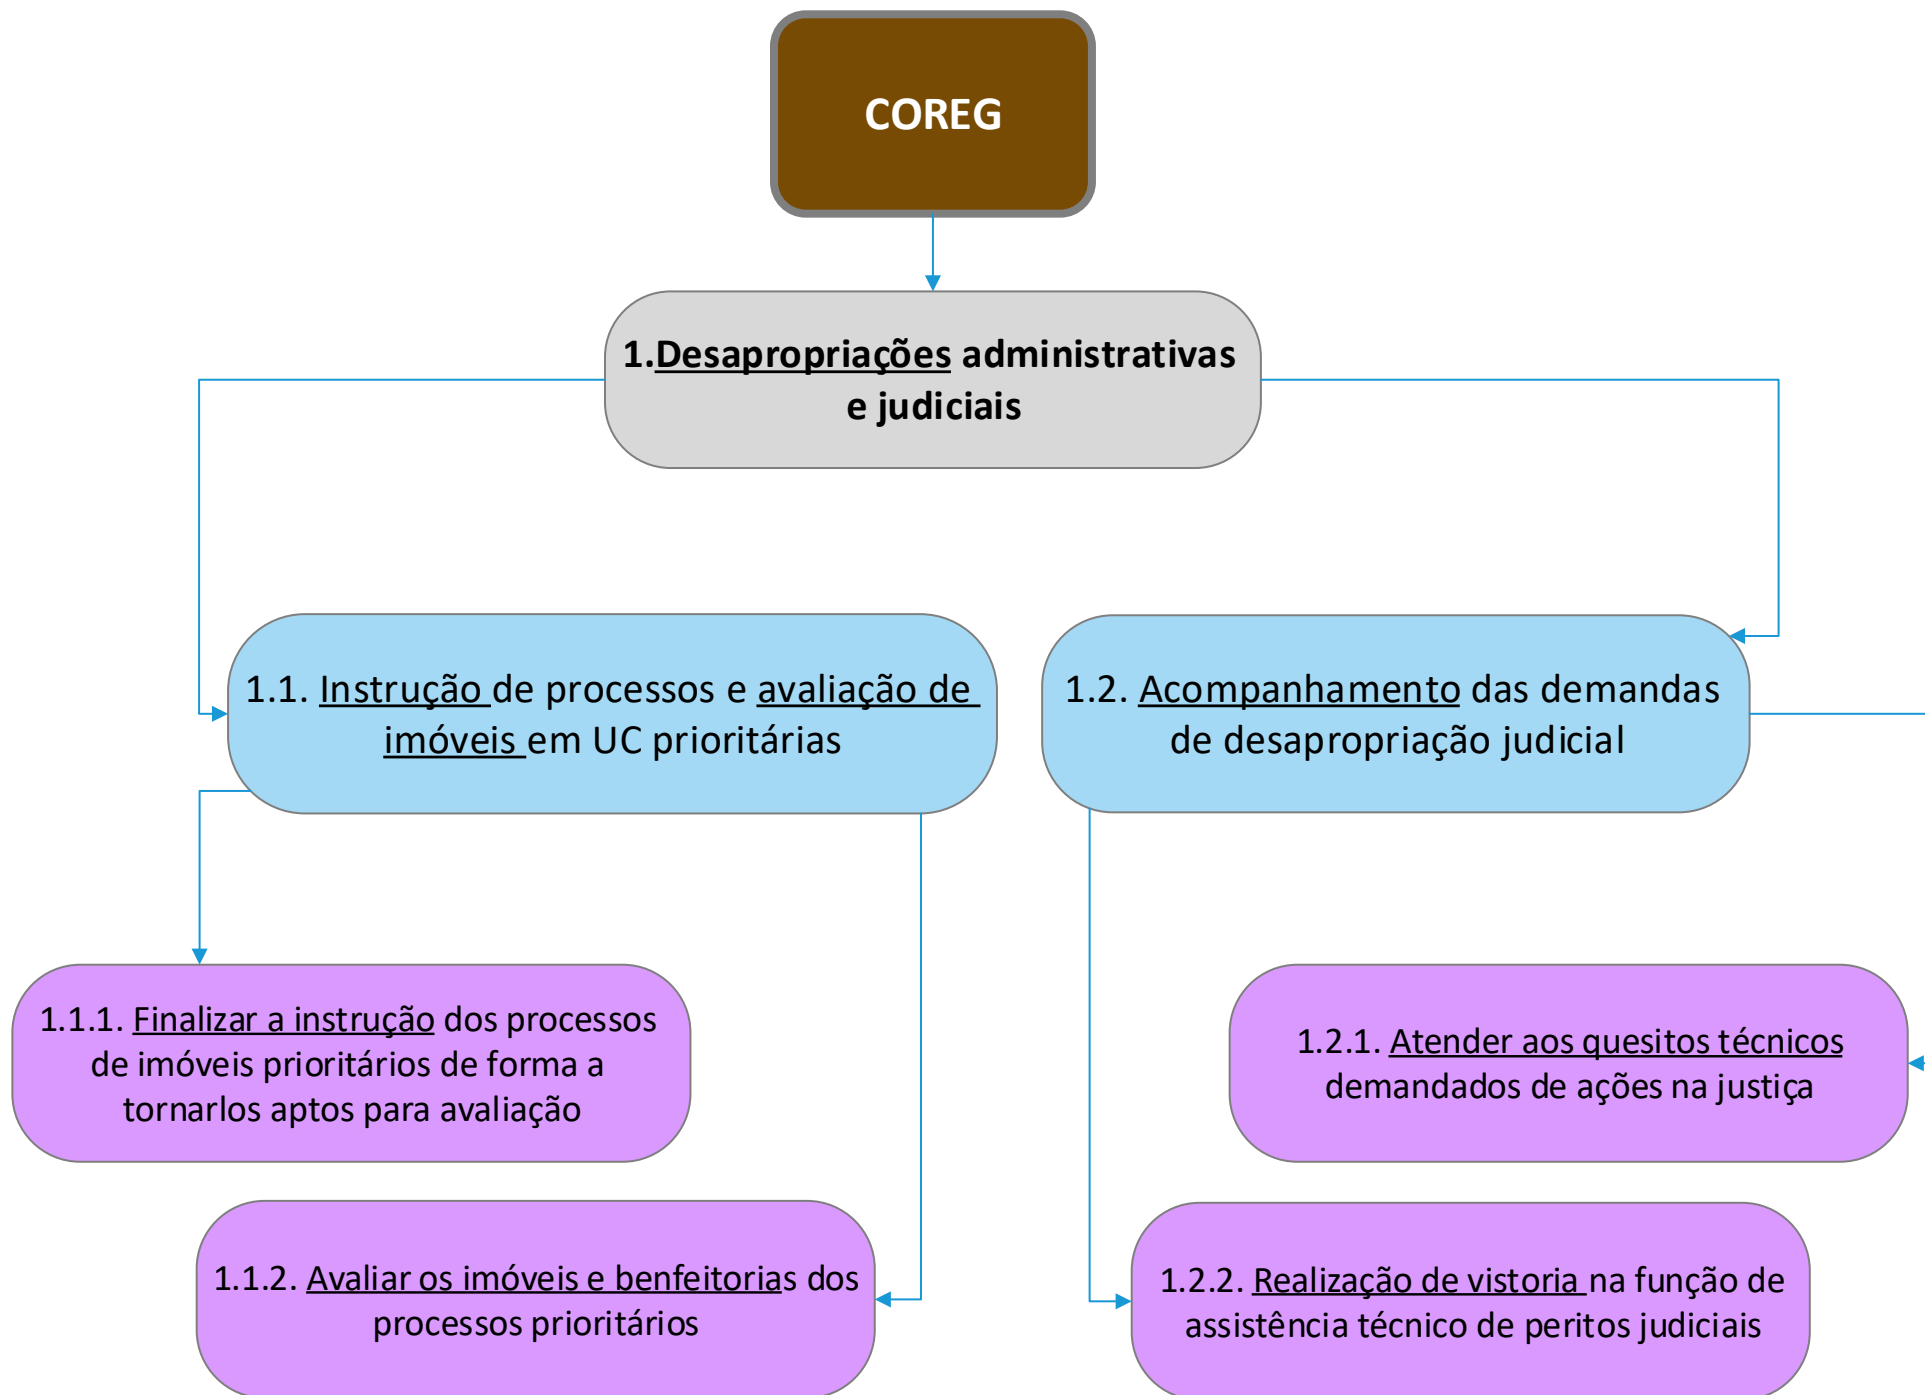 COREG
1.Desapropriações administrativas
e judiciais
1.1. Instrução de processos e avaliação de
imóveis em UC prioritárias
1.2. Acompanhamento das demandas
de desapropriação judicial
1.1.1. Finalizar a instrução dos processos
de imóveis prioritários de forma a
tornarlos aptos para avaliação
1.2.1. Atender aos quesitos técnicos
demandados de ações na justiça
1.1.2. Avaliar os imóveis e benfeitorias dos
processos prioritários
1.2.2. Realização de vistoria na função de
assistência técnico de peritos judiciais